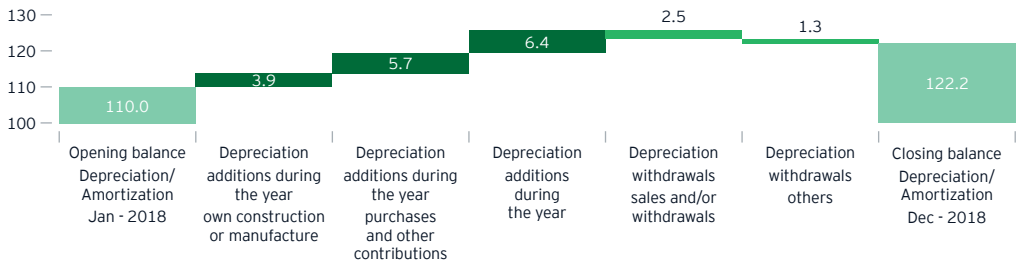 130
120
110
100
110.0
3.9
5.7
6.4
2.5
1.3
122.2
Opening balance
Depreciation/
Amortization
Jan - 2018
Depreciation
additions during
the year
own construction
or manufacture
Depreciation
additions during
the year
purchases
and other
contributions
Depreciation
additions
during
the year
Depreciation
withdrawals
sales and/or
withdrawals
Depreciation
withdrawals
others
Closing balance
Depreciation/
Amortization
Dec - 2018